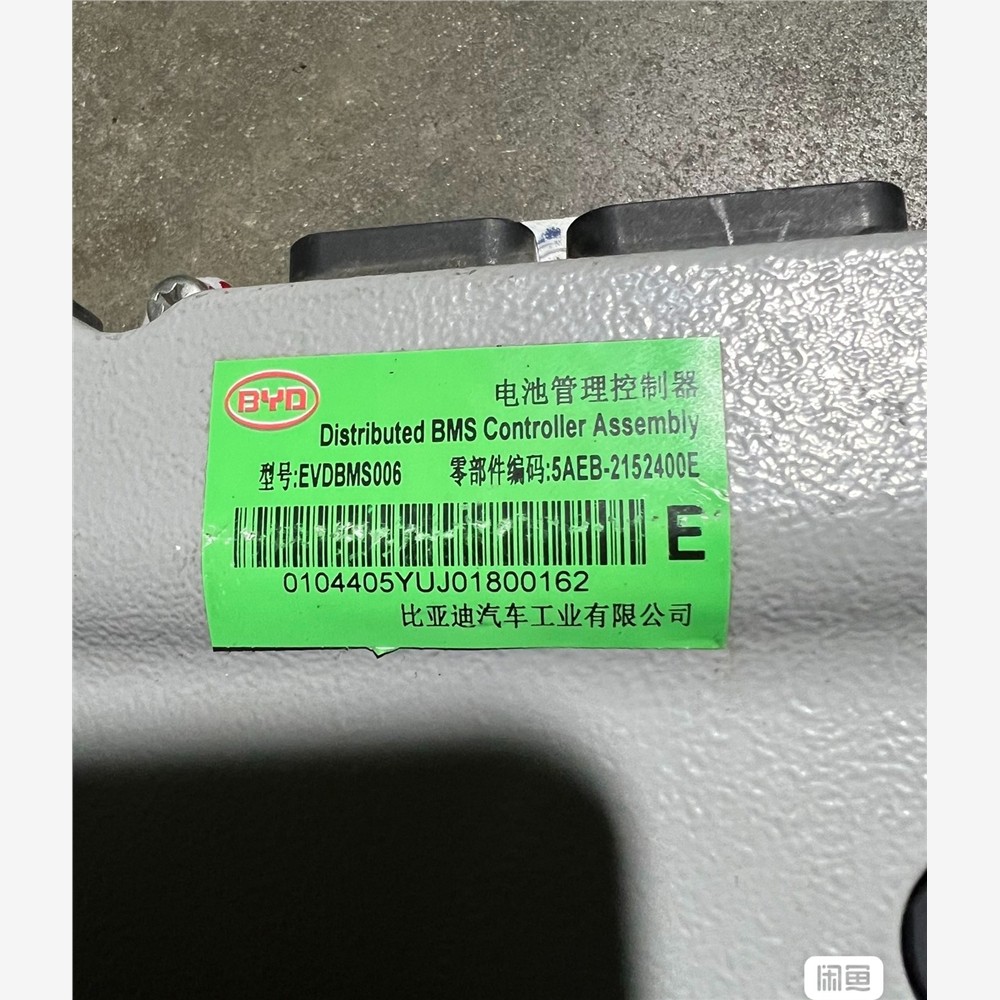 BYD
电池管理控制器
Distributed BMS Controller Assembly
型号:EVDBMS006 零部件编码:5AEB-2152400E
E
0104405YUJ01800162
比亚迪汽车工业有限公司
闲鱼